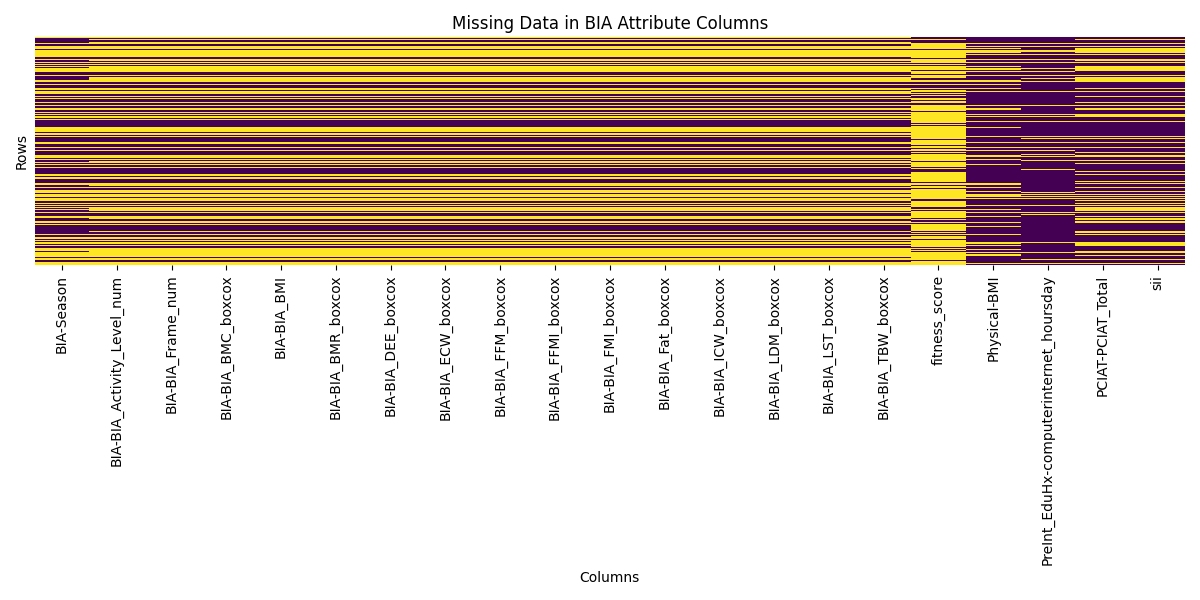 Missing Data in BIA Attribute Columns
Rows
BIA-Season
BIA-BIA_Activity_Level_num
BIA-BIA_Frame_num
BIA-BIA_BMC_boxcox
BIA-BIA_BMI
BIA-BIA_BMR_boxcox
BIA-BIA_DEE_boxcox
BIA-BIA_ECW_boxcox
BIA-BIA_FFM_boxcox
BIA-BIA_FFMI_boxcox
BIA-BIA_FMI_boxcox
BIA-BIA_Fat_boxcox
BIA-BIA_ICW_boxcox
BIA-BIA_LDM_boxcox
BIA-BIA_LST_boxcox
BIA-BIA_TBW_boxcox
fitness_score
Physical-BMI
PreInt_EduHx-computerinternet_hoursday
PCIAT-PCIAT_Total
sii
Columns